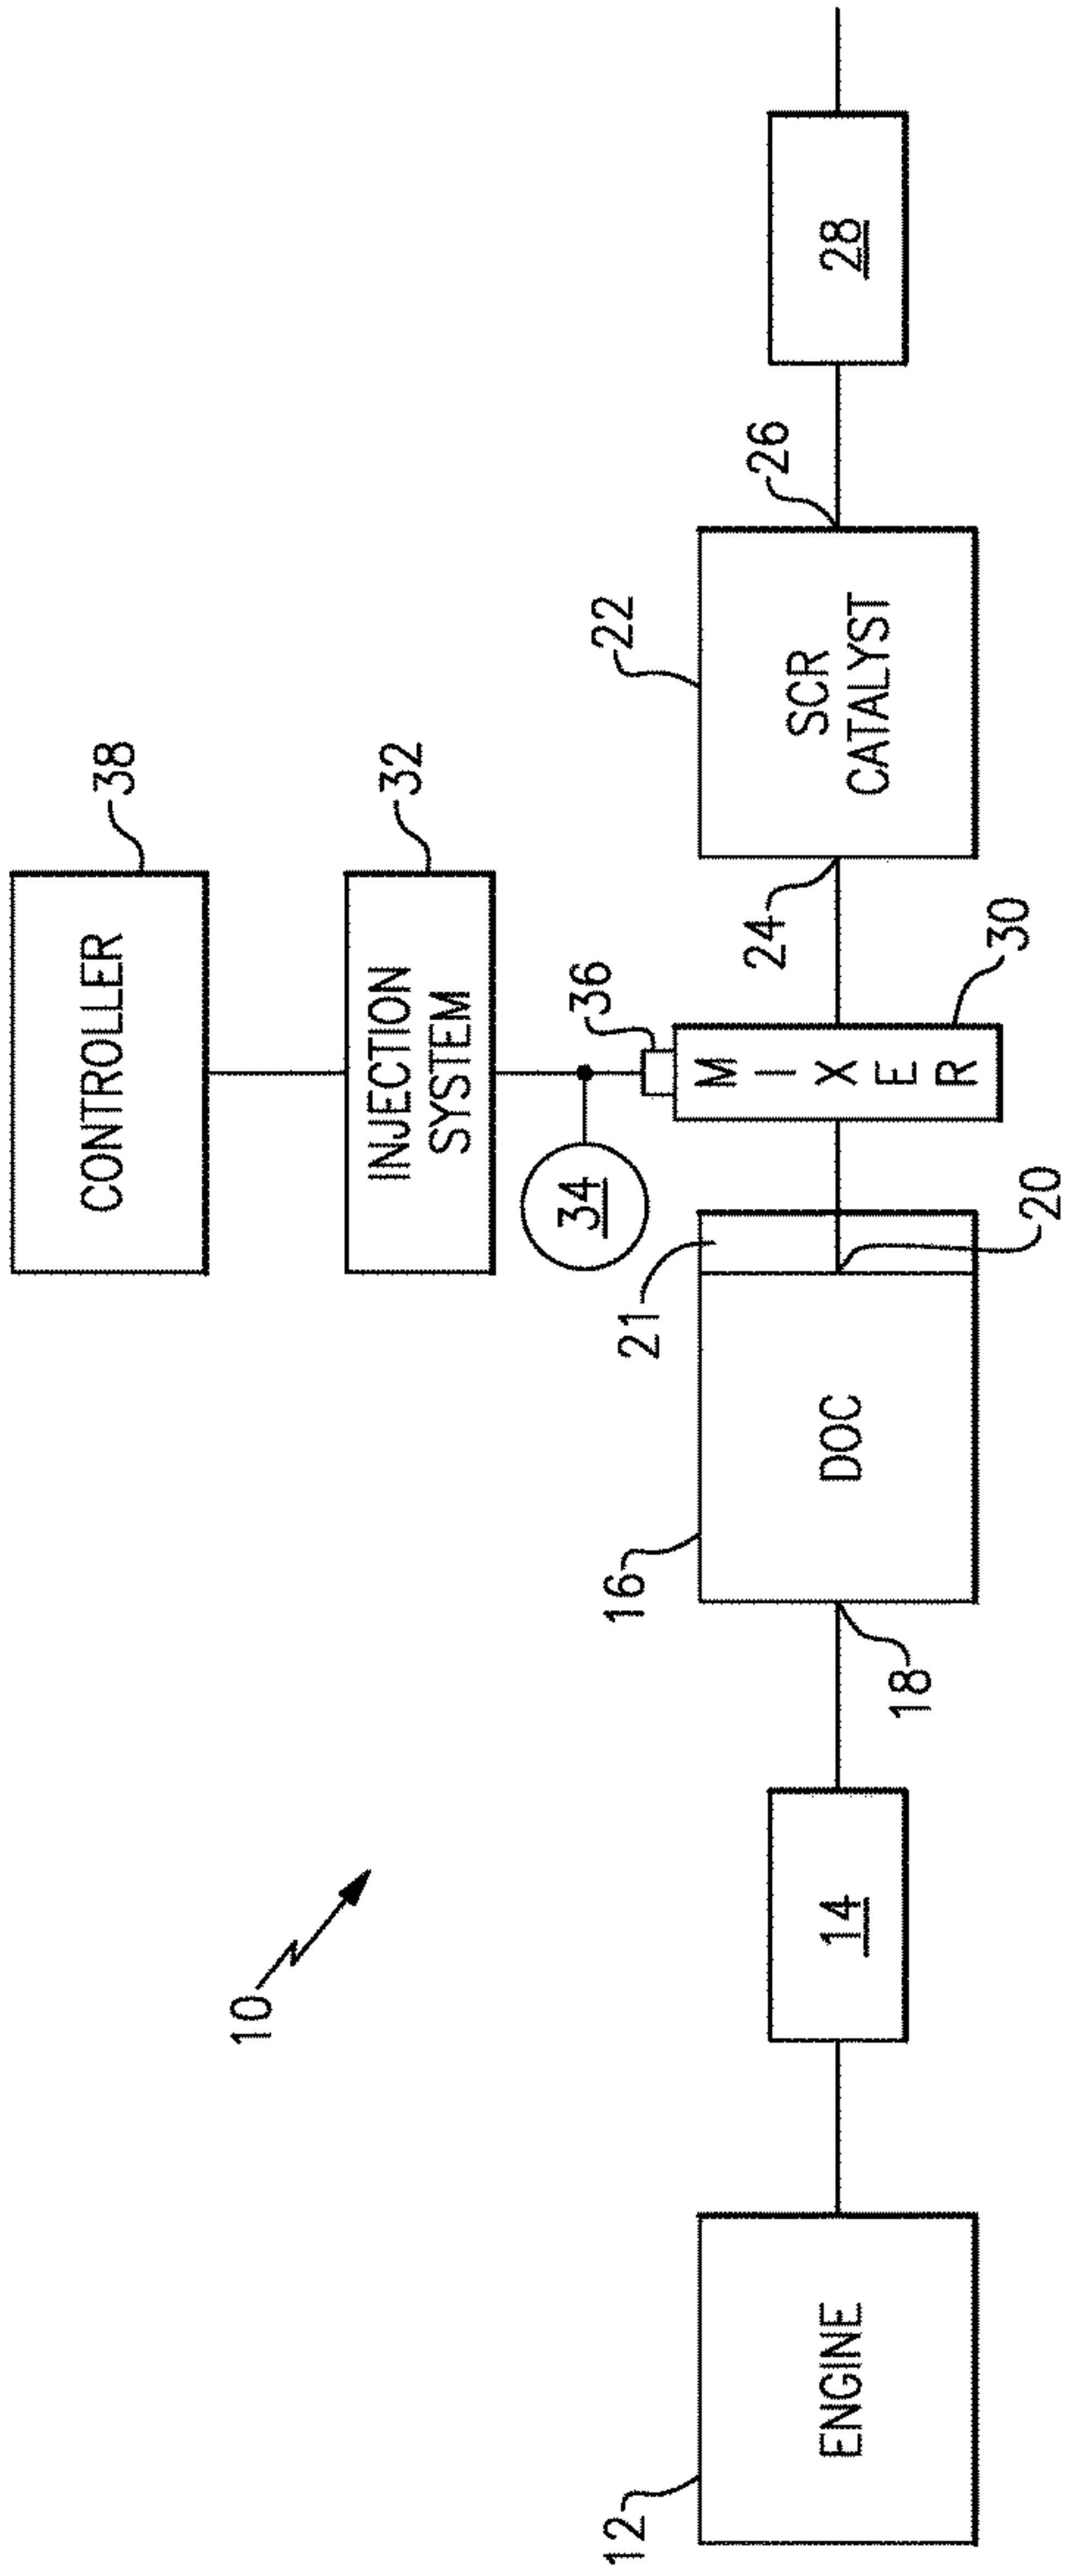 CONTROLLER
38
INJECTION
SYSTEM
32
34
36
10
12
ENGINE
14
16
DOC
18
21
20
MIXER
30
24
22
SCR
CATALYST
26
28